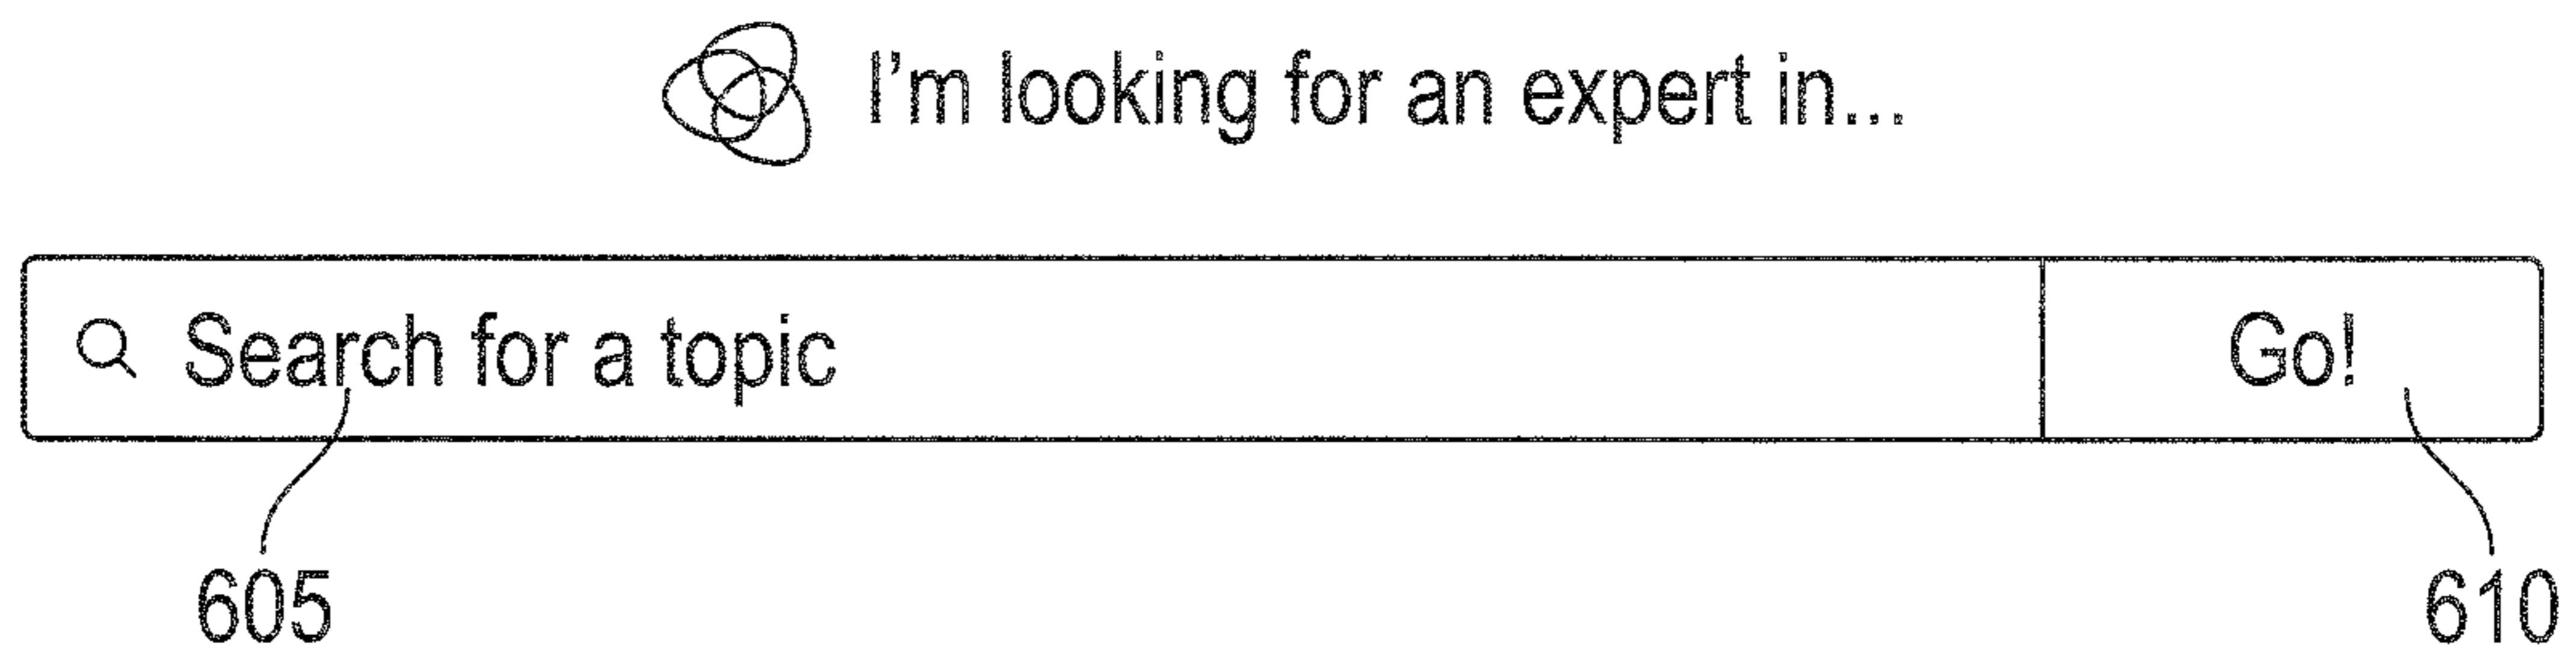 I'm looking for an expert in...
Search for a topic
Go!
605
610